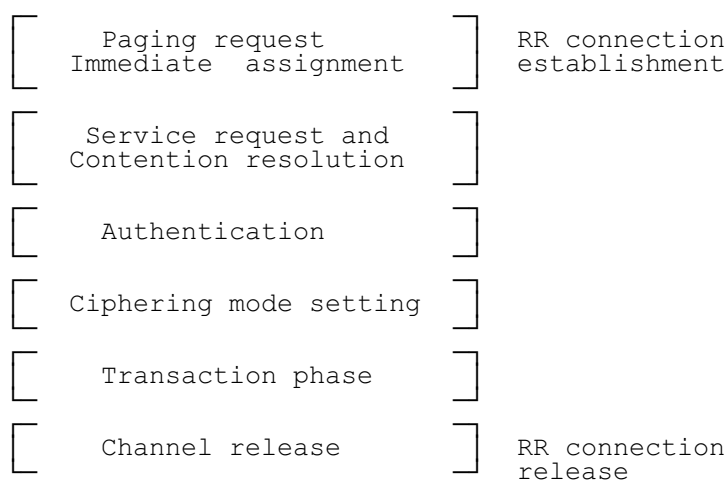 Paging request RR connection
Immediate assignment establishment
Service request and
Contention resolution
Authentication
Ciphering mode setting
Transaction phase
Channel release RR connection
release